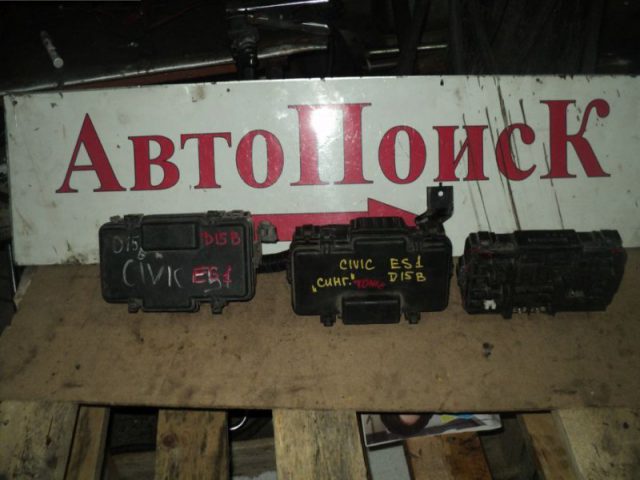 АвтоПоисК
D15 D15B
B
CIVIC ES1
CIVIC ES1
"синг." D15B